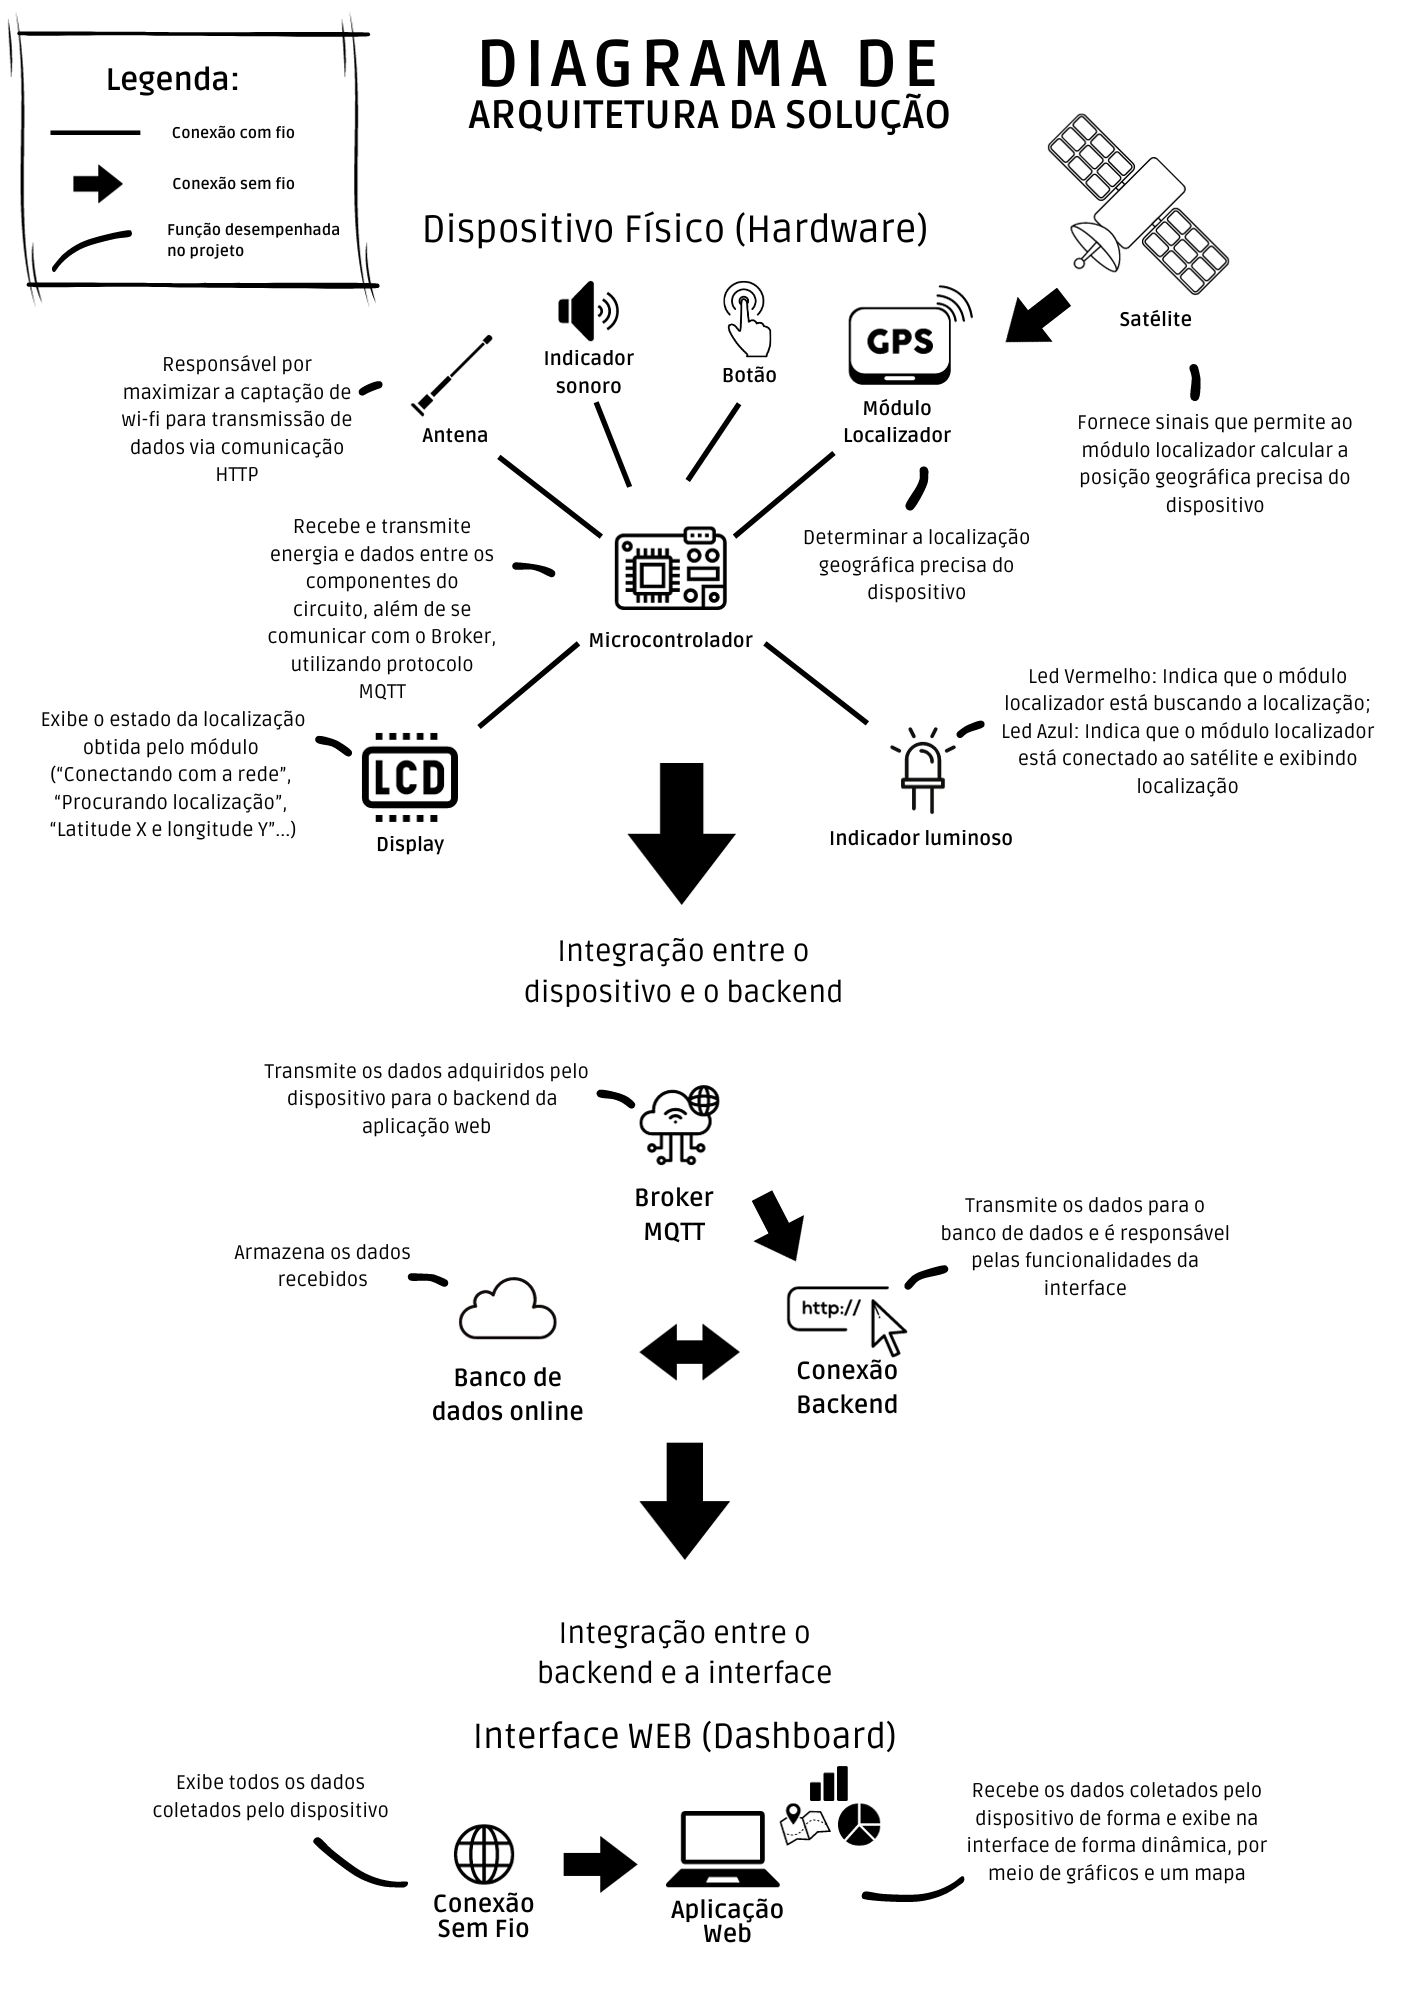 Legenda:
Conexão com fio
Conexão sem fio
Função desempenhada
no projeto
DIAGRAMA DE
ARQUITETURA DA SOLUÇÃO
Dispositivo Físico (Hardware)
Satélite
Fornece sinais que permite ao
módulo localizador calcular a
posição geográfica precisa do
dispositivo
Indicador
sonoro
Botão
GPS
Módulo
Localizador
Determinar a localização
geográfica precisa do
dispositivo
Responsável por
maximizar a captação de
wi-fi para transmissão de
dados via comunicação
HTTP
Antena
Recebe e transmite
energia e dados entre os
componentes do
circuito, além de se
comunicar com o Broker,
utilizando protocolo
MQTT
Microcontrolador
Exibe o estado da localização
obtida pelo módulo
(“Conectando com a rede”,
“Procurando localização”,
“Latitude X e longitude Y”...)
LCD
Display
Led Vermelho: Indica que o módulo
localizador está buscando a localização;
Led Azul: Indica que o módulo localizador
está conectado ao satélite e exibindo
localização
Indicador luminoso
Integração entre o
dispositivo e o backend
Transmite os dados adquiridos pelo
dispositivo para o backend da
aplicação web
Broker
MQTT
Transmite os dados para o
banco de dados e é responsável
pelas funcionalidades da
interface
Armazena os dados
recebidos
Banco de
dados online
http://
Conexão
Backend
Integração entre o
backend e a interface
Interface WEB (Dashboard)
Exibe todos os dados
coletados pelo dispositivo
Conexão
Sem Fio
Aplicação
Web
Recebe os dados coletados pelo
dispositivo de forma e exibe na
interface de forma dinâmica, por
meio de gráficos e um mapa